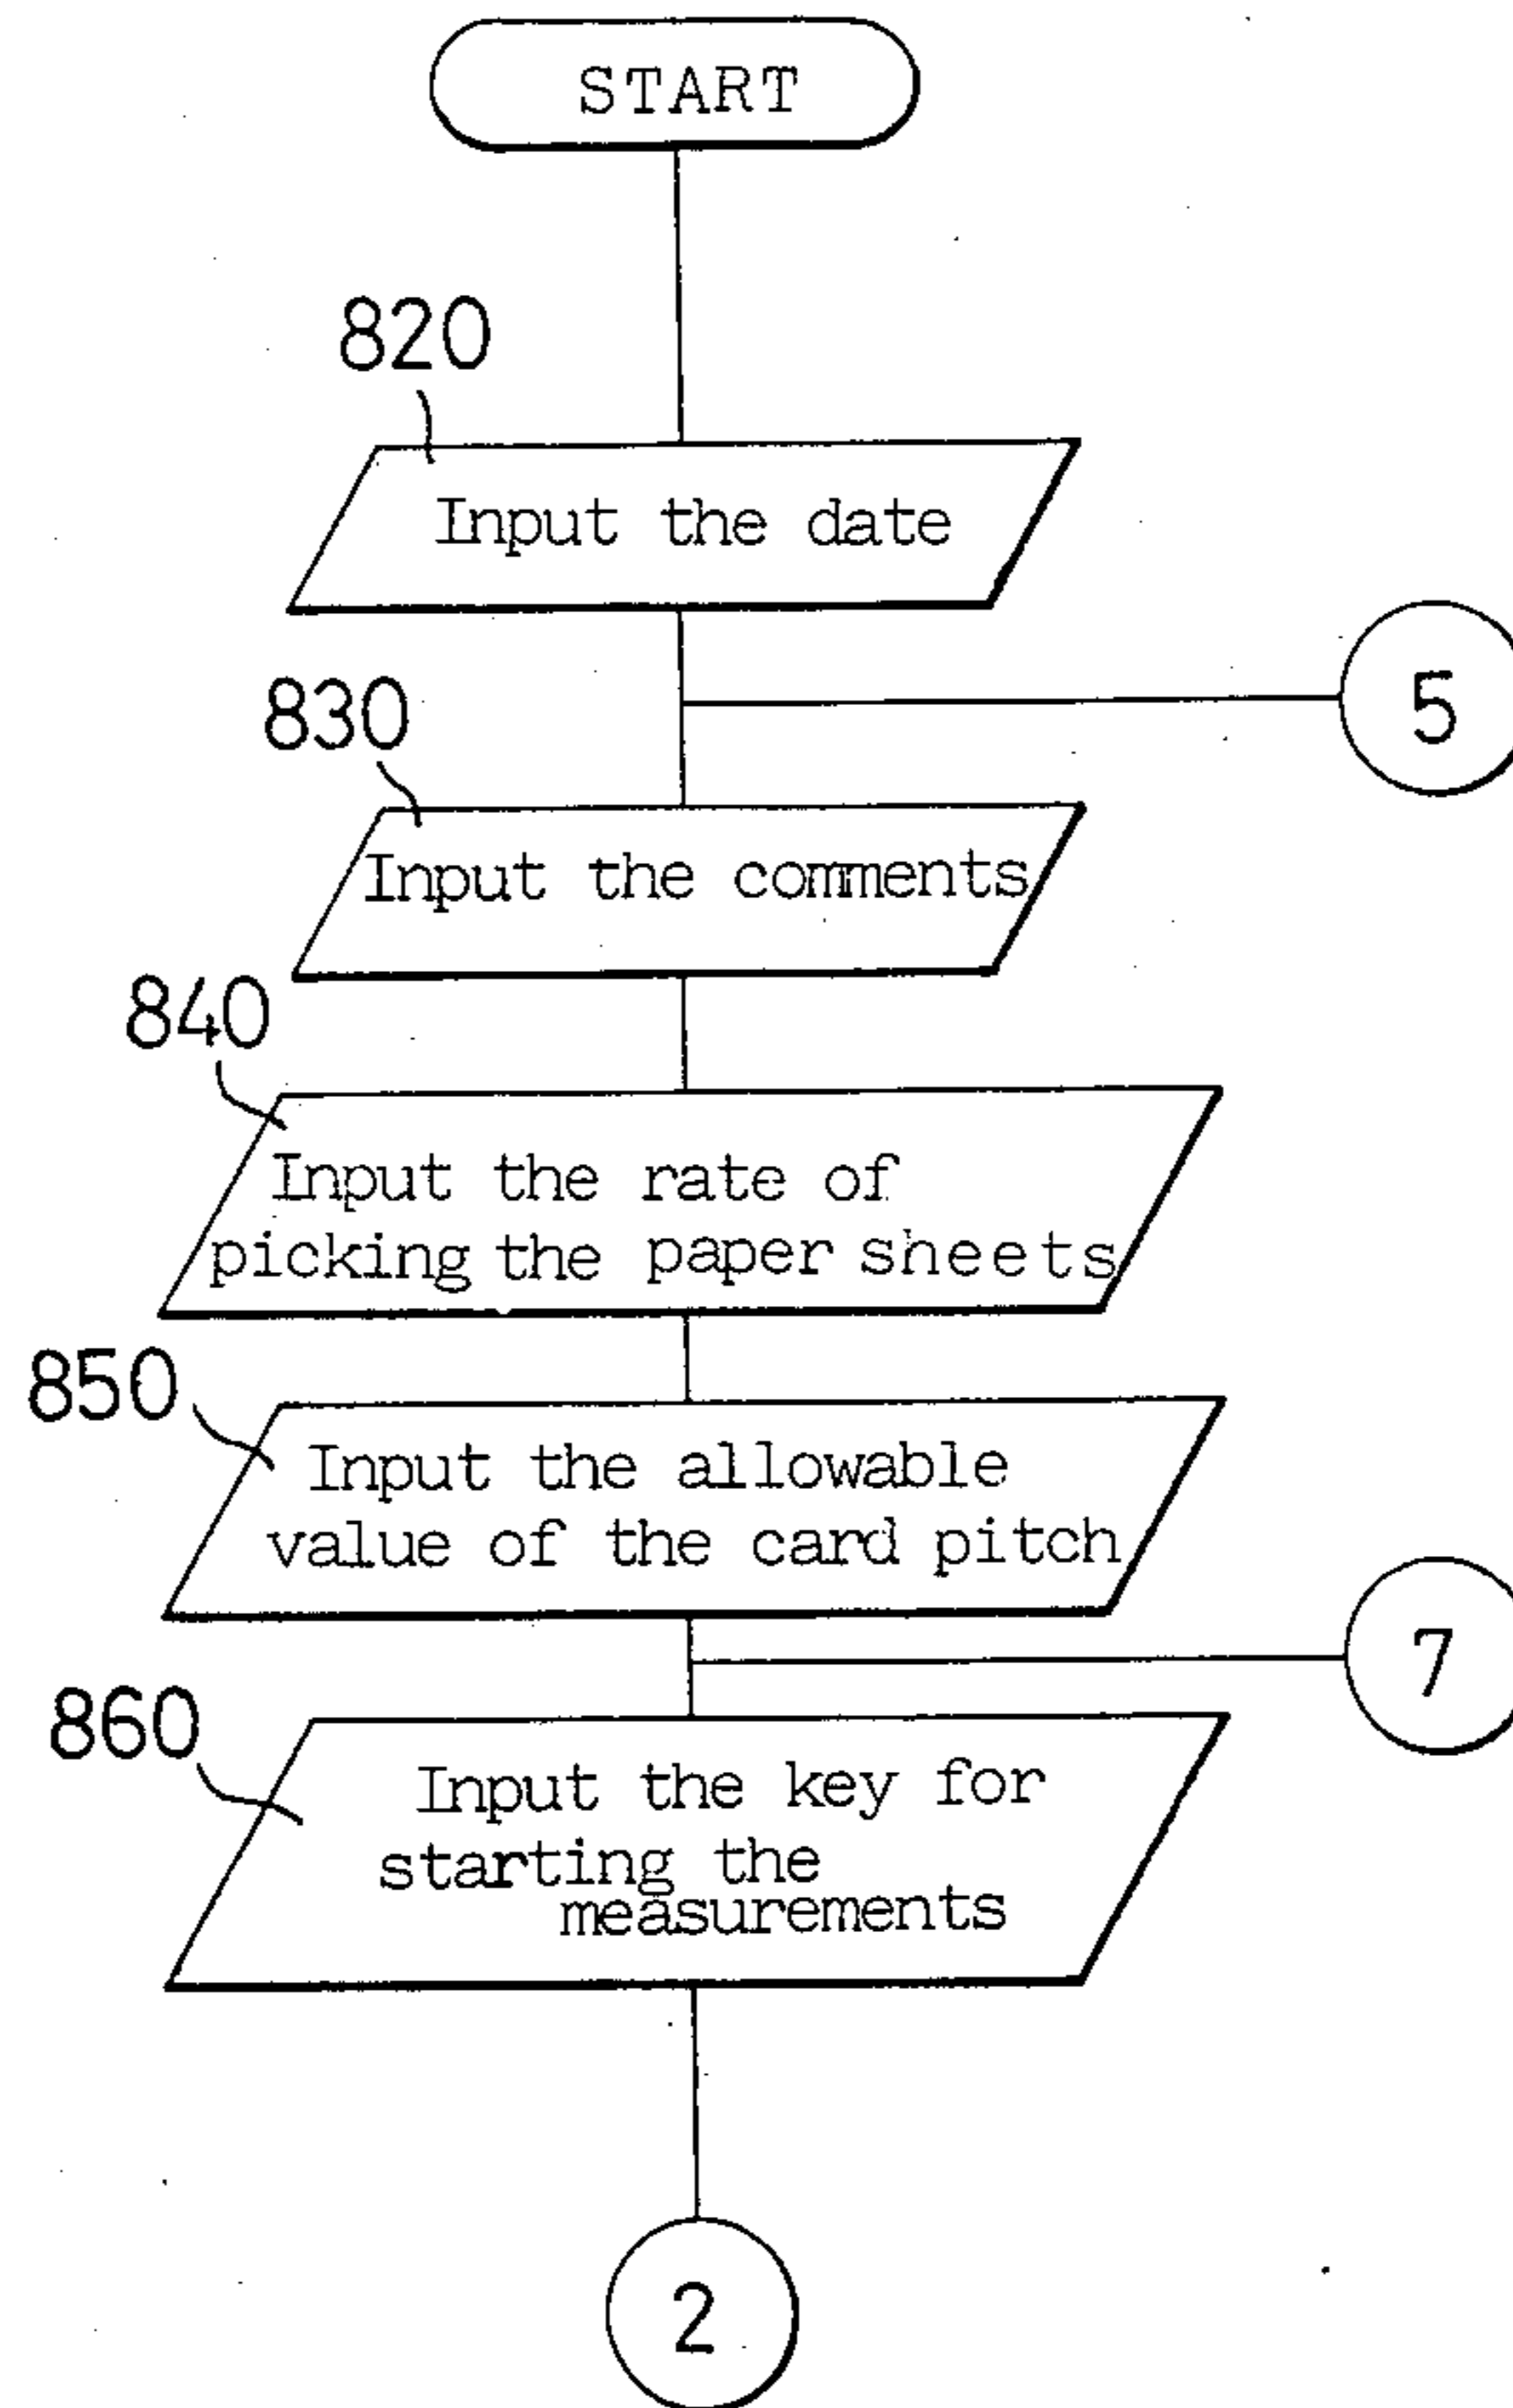 START
820
Input the date
5
830
Input the comments
840
Input the rate of
picking the paper sheets
850
Input the allowable
value of the card pitch
7
860
Input the key for
starting the
measurements
2